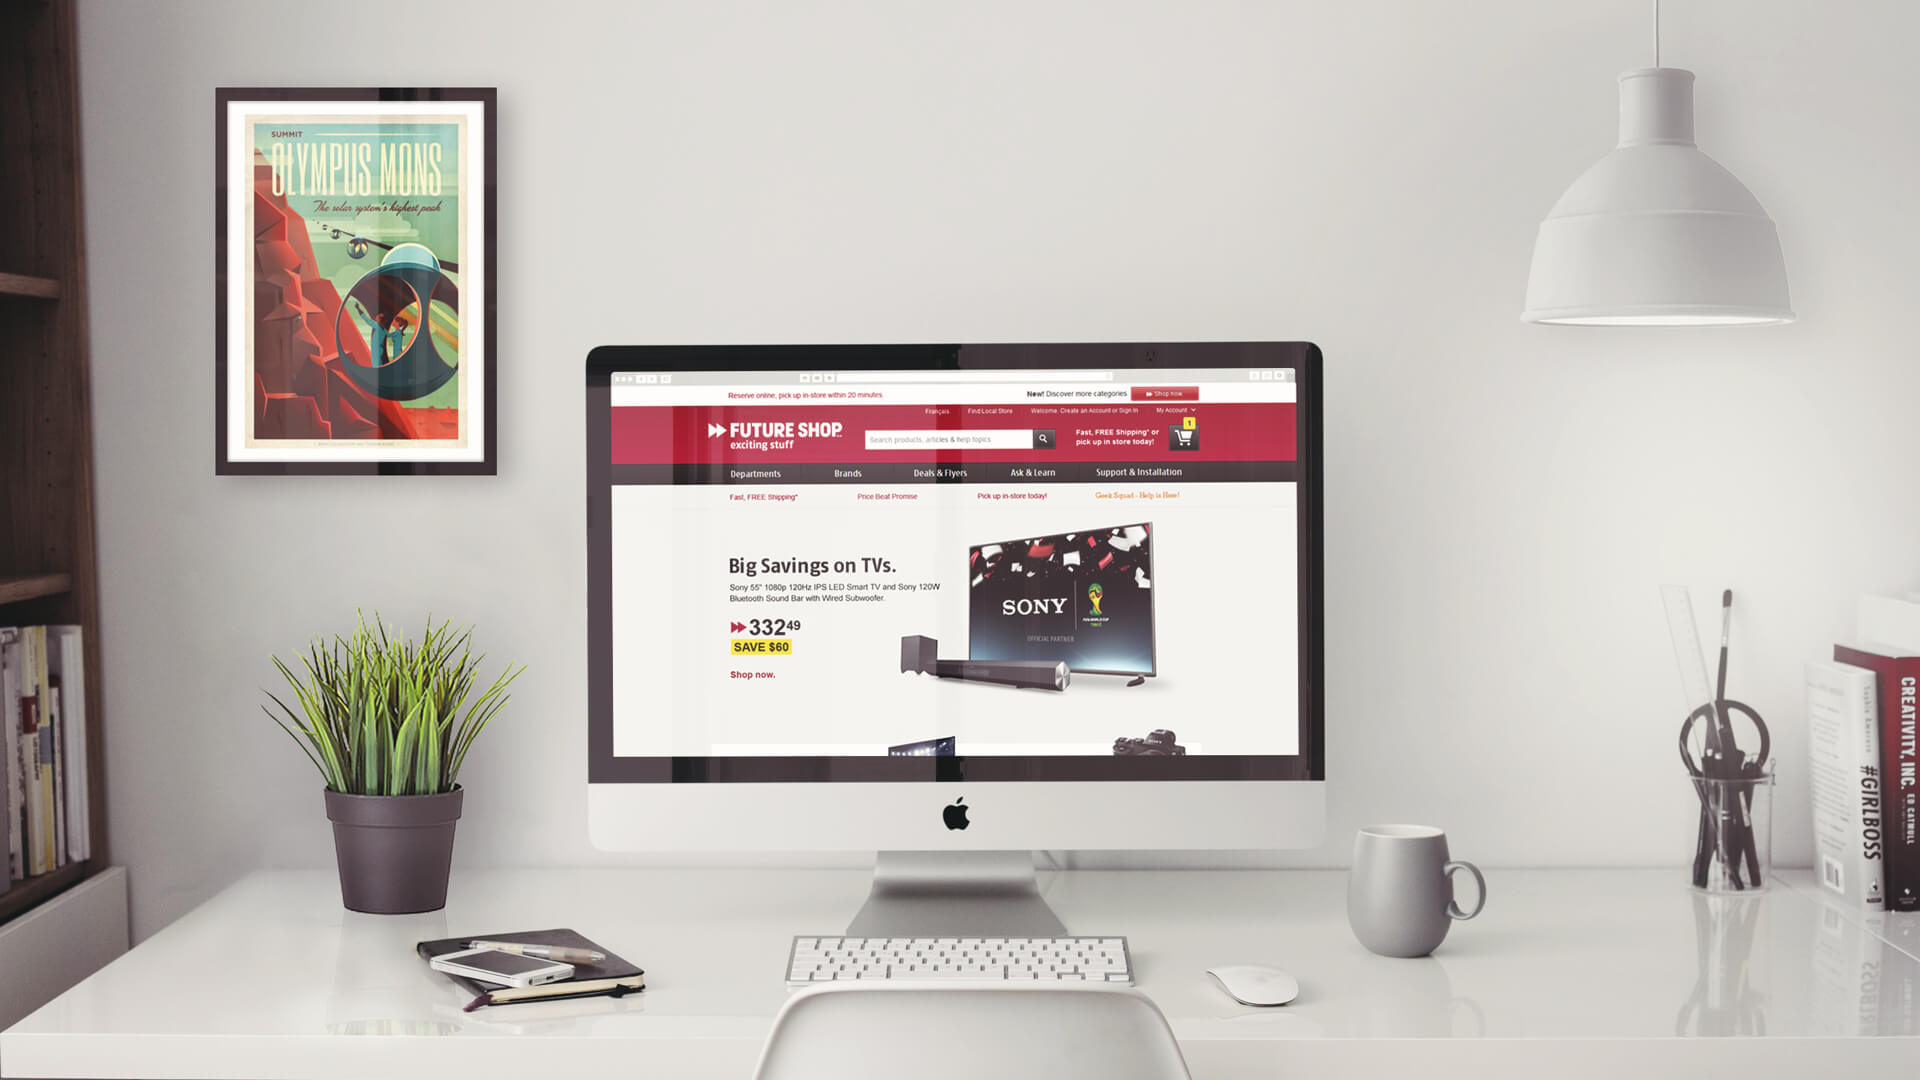 SUMMIT
OLYMPUS MONS
The solar system's highest peak
Reserve online, pick up in-store within 20 minutes.
New! Discover more categories.
Shop now
Français
Find Local Store
Welcome. Create an Account or Sign In
My Account
FUTURE SHOP
exciting stuff
Search products, articles & help topics
Fast, FREE Shipping* or
pick up in store today!
1
Departments
Brands
Deals & Flyers
Ask & Learn
Support & Installation
Fast, FREE Shipping*
Price Beat Promise
Pick up in-store today!
Geek Squad - Help is Here!
Big Savings on TVs.
Sony 55" 1080p 120Hz IPS LED Smart TV and Sony 120W
Bluetooth Sound Bar with Wired Subwoofer.
332 49
SAVE $60
Shop now.
SONY
OFFICIAL PARTNER
#GIRLBOSS
CREATIVITY, INC.
ED CATMULL